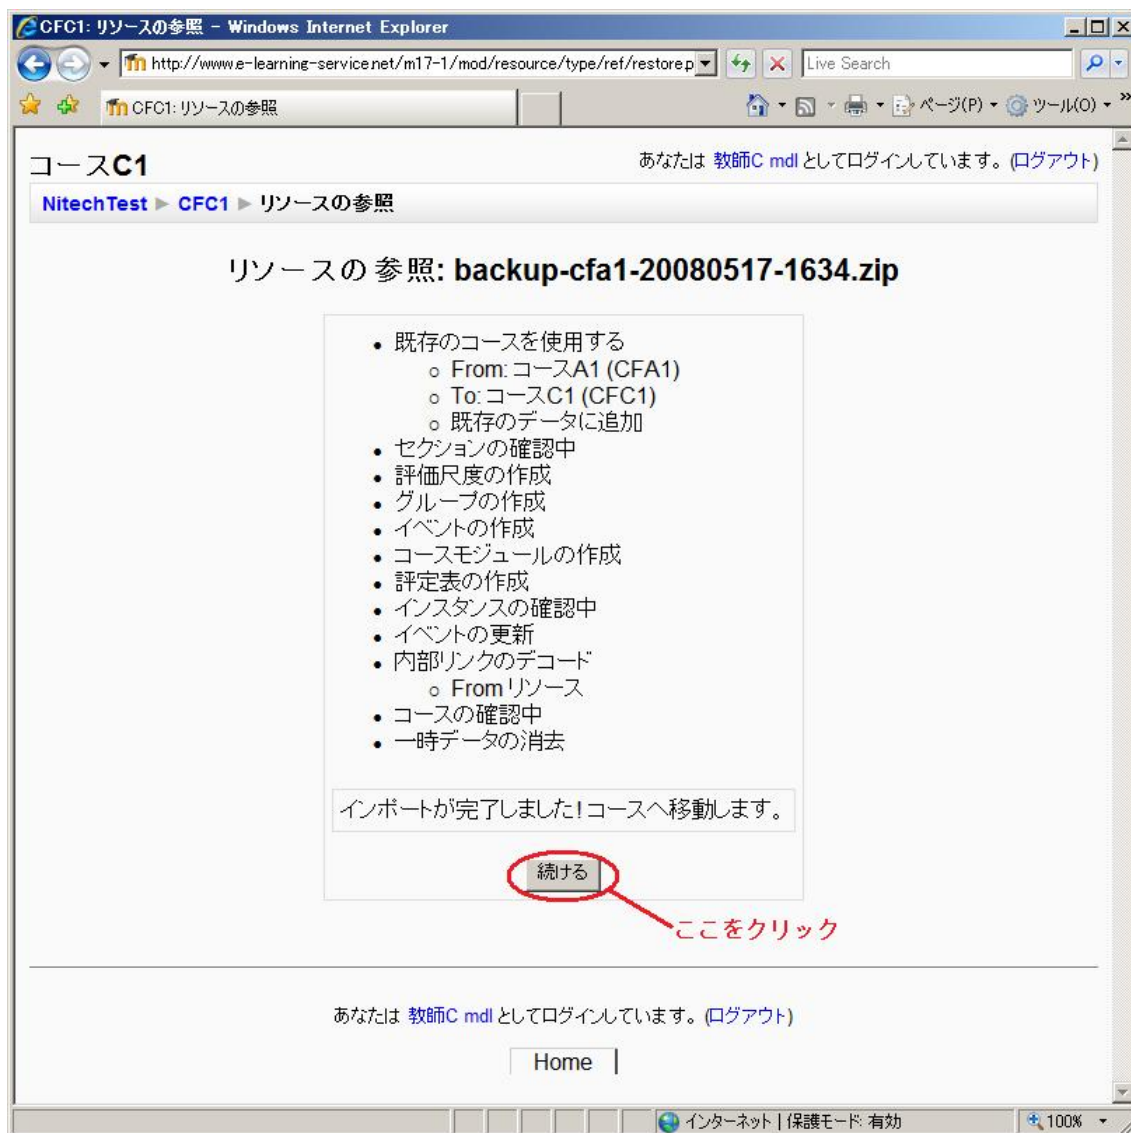 CFC1: リソースの参照 - Windows Internet Explorer
http://www.e-learning-service.net/m17-1/mod/resource/type/ref/restore.p
Live Search
CFC1: リソースの参照
ページ(P)
ツール(O)
»
コースC1
あなたは 教師C mdl としてログインしています。(ログアウト)
NitechTest ► CFC1 ► リソースの参照
リソースの 参照: backup-cfa1-20080517-1634.zip
• 既存のコースを使用する
o From: コースA1 (CFA1)
o To: コースC1 (CFC1)
o 既存のデータに追加
• セクションの確認中
• 評価尺度の作成
• グループの作成
• イベントの作成
• コースモジュールの作成
• 評定表の作成
• インスタンスの確認中
• イベントの更新
• 内部リンクのデコード
o From リソース
• コースの確認中
• 一時データの消去
インポートが完了しました! コースへ移動します。
続ける
ここをクリック
あなたは 教師C mdl としてログインしています。(ログアウト)
Home
インターネット | 保護モード: 有効
100%